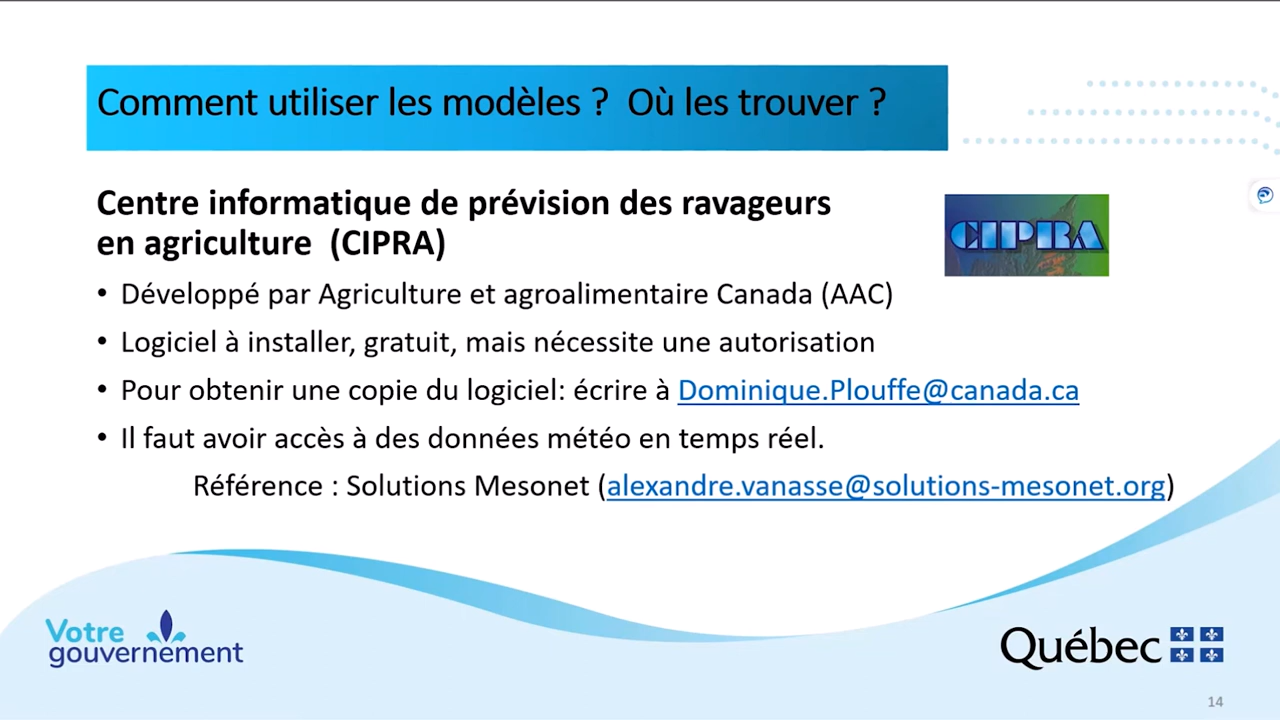 Comment utiliser les modèles ?  Où les trouver ?
Centre informatique de prévision des ravageurs
en agriculture  (CIPRA)
CIPRA
• Développé par Agriculture et agroalimentaire Canada (AAC)
• Logiciel à installer, gratuit, mais nécessite une autorisation
• Pour obtenir une copie du logiciel: écrire à Dominique.Plouffe@canada.ca
• Il faut avoir accès à des données météo en temps réel.
Référence : Solutions Mesonet (alexandre.vanasse@solutions-mesonet.org)
Votre
gouvernement
Québec
14